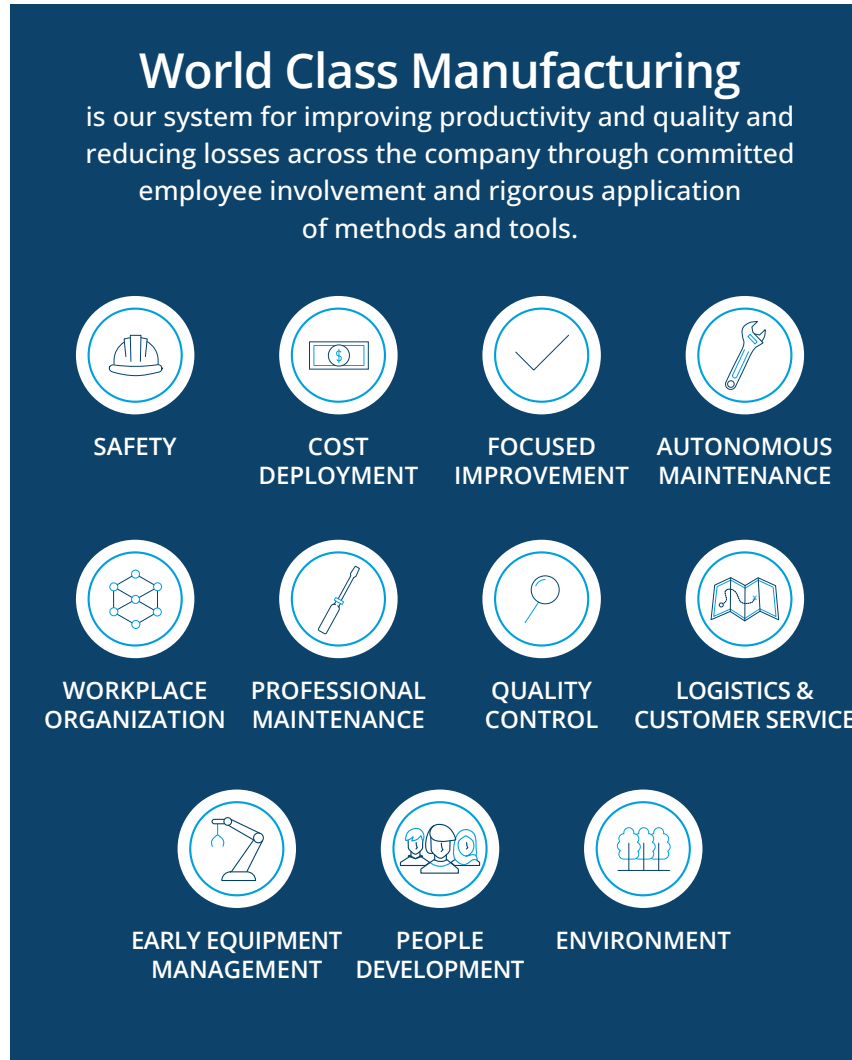 World Class Manufacturing
is our system for improving productivity and quality and
reducing losses across the company through committed
employee involvement and rigorous application
of methods and tools.
$
SAFETY
COST
DEPLOYMENT
FOCUSED
IMPROVEMENT
AUTONOMOUS
MAINTENANCE
WORKPLACE
ORGANIZATION
PROFESSIONAL
MAINTENANCE
QUALITY
CONTROL
LOGISTICS &
CUSTOMER SERVICE
EARLY EQUIPMENT
MANAGEMENT
PEOPLE
DEVELOPMENT
ENVIRONMENT